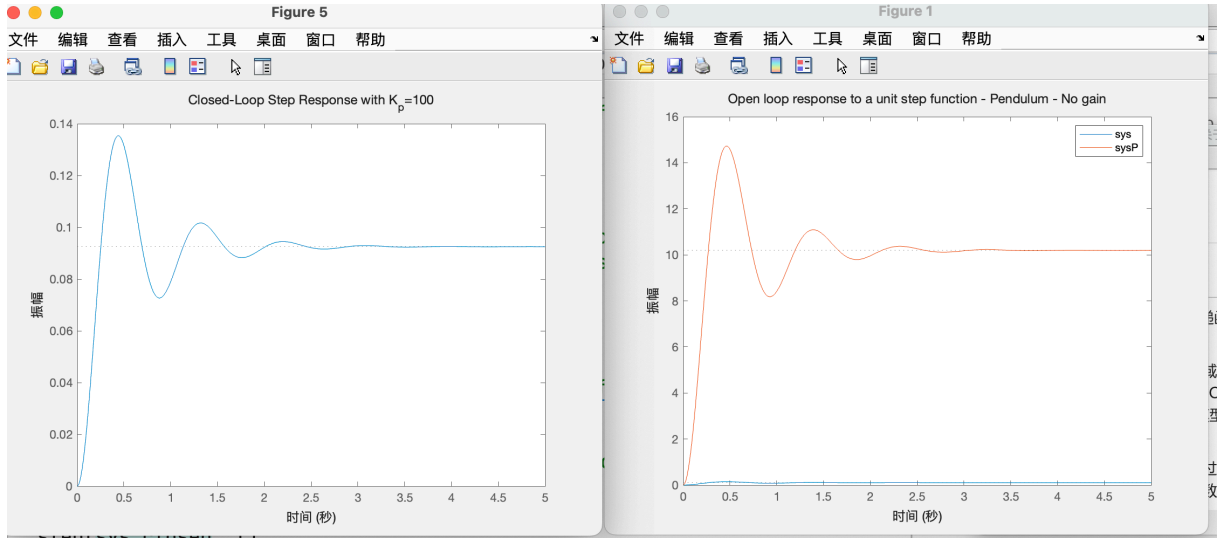 Figure 5
文件 编辑 查看 插入 工具 桌面 窗口 帮助
Closed-Loop Step Response with Kp=100
0.14
0.12
0.1
0.08
0.06
0.04
0.02
0
振幅
0 0.5 1 1.5 2 2.5 3 3.5 4 4.5 5
时间 (秒)
Figure 1
文件 编辑 查看 插入 工具 桌面 窗口 帮助
Open loop response to a unit step function - Pendulum - No gain
sys
sysP
16
14
12
10
8
6
4
2
0
振幅
0 0.5 1 1.5 2 2.5 3 3.5 4 4.5 5
时间 (秒)